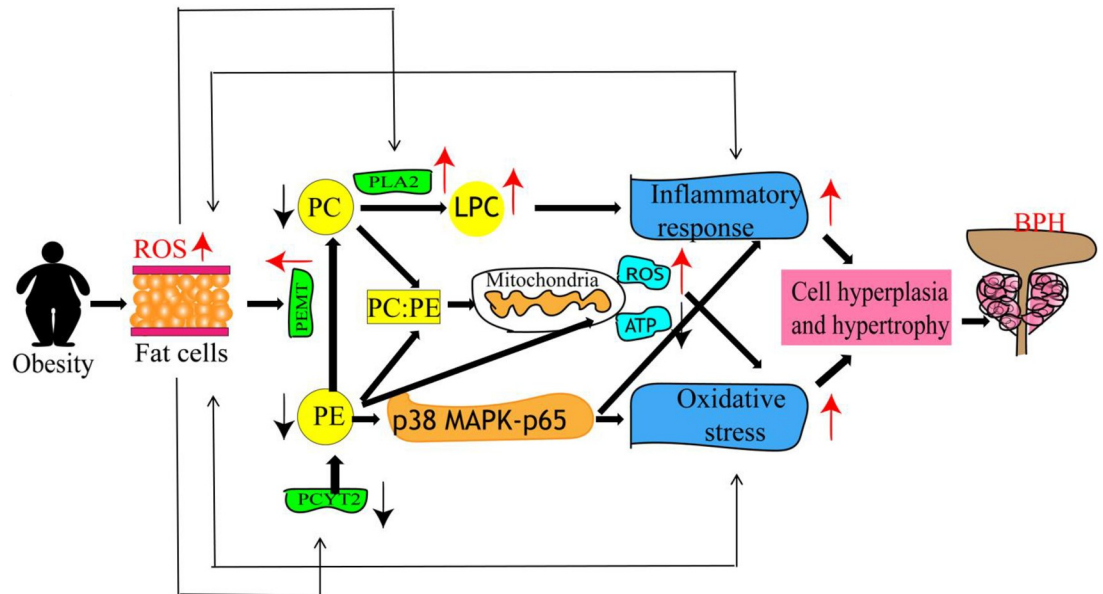 BPH
PLA2
PC
LPC
Inflammatory
response
ROS
Mitochondria
ROS
PEMT
PC:PE
ATP
Cell hyperplasia
and hypertrophy
Obesity
Fat cells
PE
p38 MAPK-p65
Oxidative
stress
PCYT2